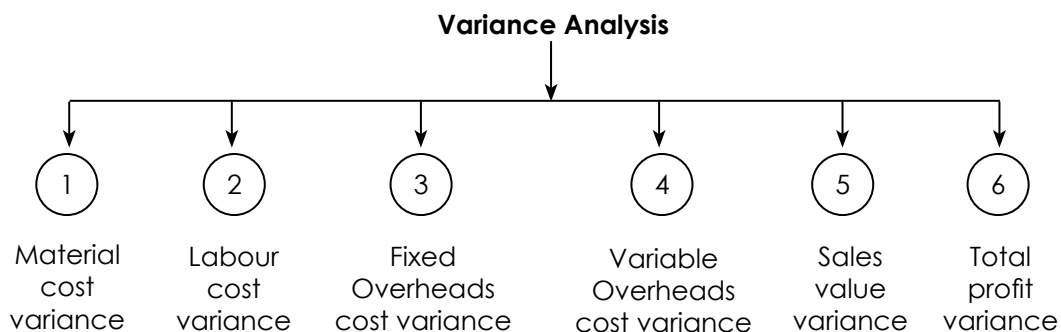 Variance Analysis
1
2
3
4
5
6
Material
cost
variance
Labour
cost
variance
Fixed
Overheads
cost variance
Variable
Overheads
cost variance
Sales
value
variance
Total
profit
variance